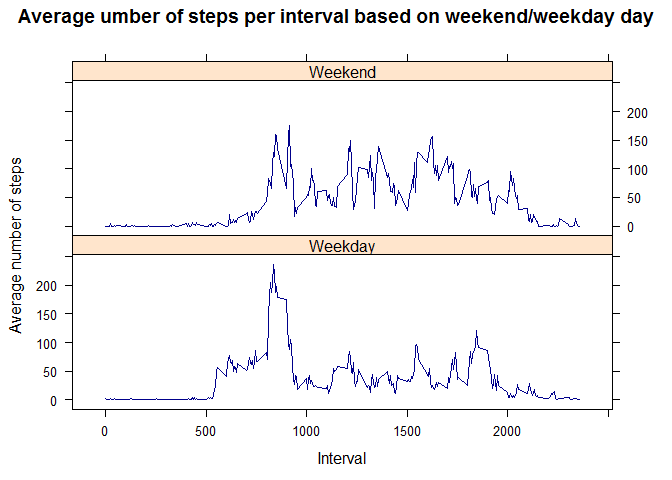 Average umber of steps per interval based on weekend/weekday day
Weekend
200
150
100
50
0
Weekday
200
150
100
50
0
Average number of steps
0 500 1000 1500 2000
Interval